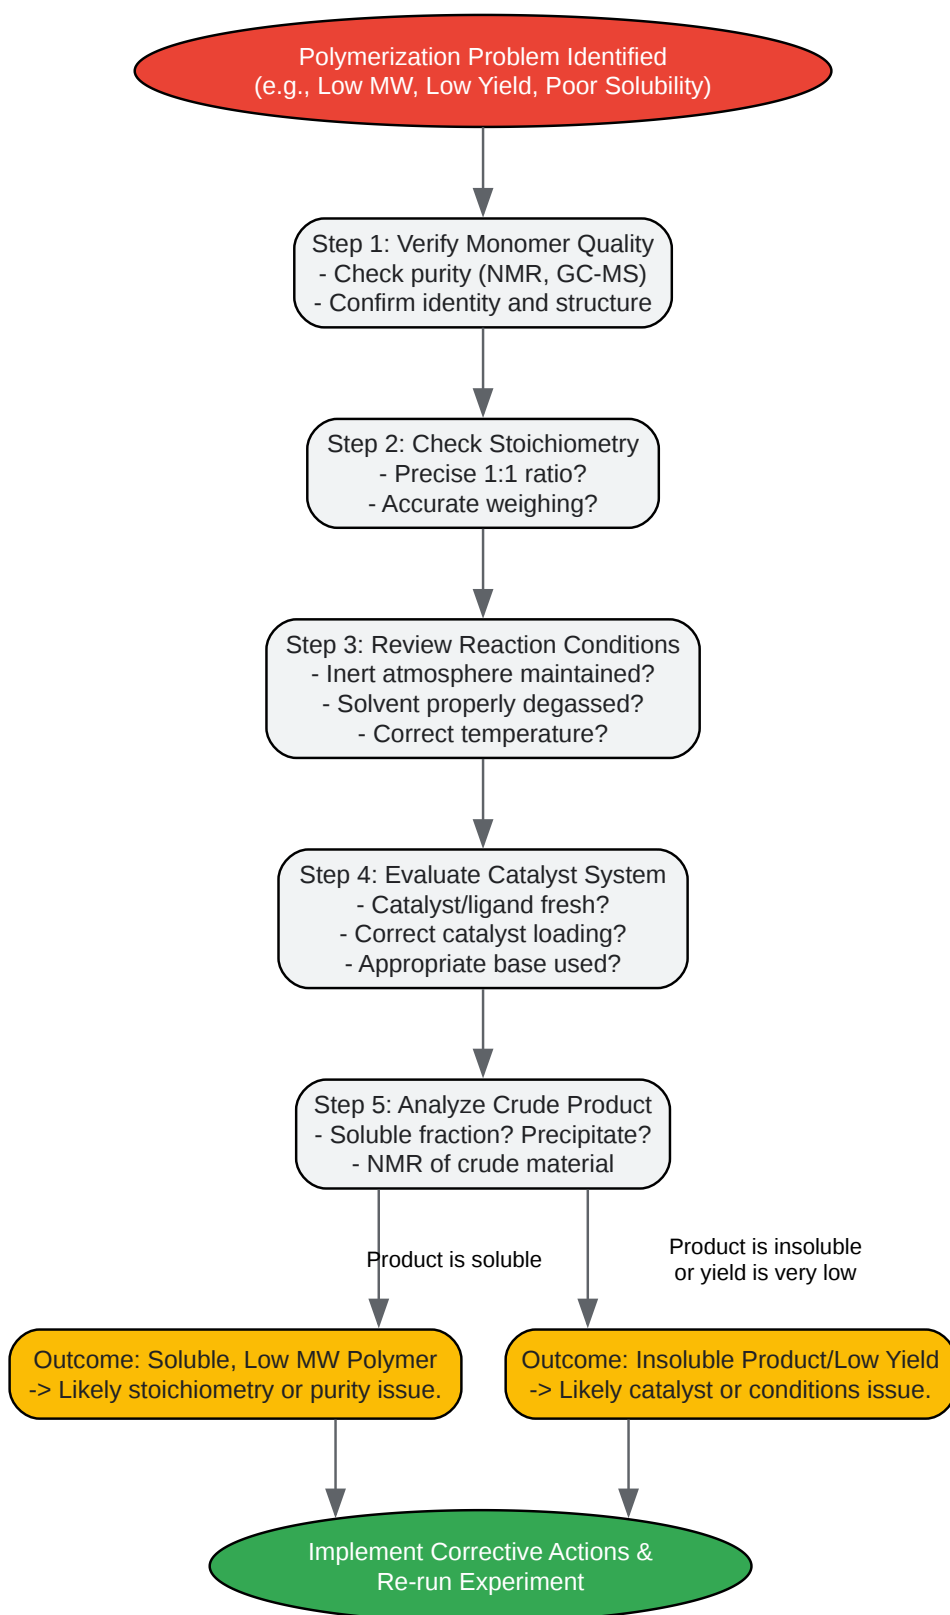 Polymerization Problem Identified
(e.g., Low MW, Low Yield, Poor Solubility)
Step 1: Verify Monomer Quality
- Check purity (NMR, GC-MS)
- Confirm identity and structure
Step 2: Check Stoichiometry
- Precise 1:1 ratio?
- Accurate weighing?
Step 3: Review Reaction Conditions
- Inert atmosphere maintained?
- Solvent properly degassed?
- Correct temperature?
Step 4: Evaluate Catalyst System
- Catalyst/ligand fresh?
- Correct catalyst loading?
- Appropriate base used?
Step 5: Analyze Crude Product
- Soluble fraction? Precipitate?
- NMR of crude material
Product is soluble
Product is insoluble
or yield is very low
Outcome: Soluble, Low MW Polymer
-> Likely stoichiometry or purity issue.
Outcome: Insoluble Product/Low Yield
-> Likely catalyst or conditions issue.
Implement Corrective Actions &
Re-run Experiment